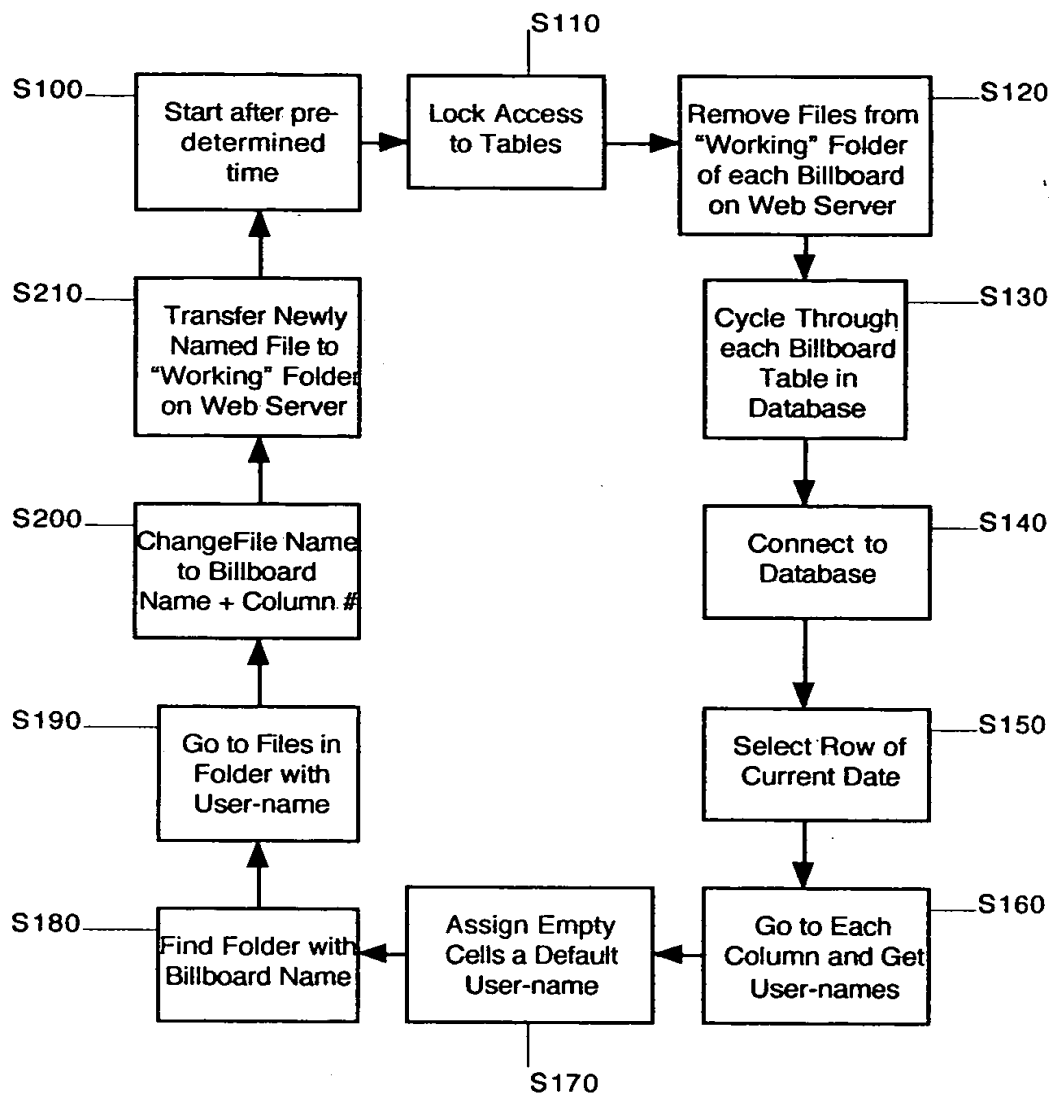 S110
S100
Start after pre-
determined
time
Lock Access
to Tables
S120
Remove Files from
“Working” Folder
of each Billboard
on Web Server
S210
Transfer Newly
Named File to
“Working” Folder
on Web Server
S130
Cycle Through
each Billboard
Table in
Database
S200
ChangeFile Name
to Billboard
Name + Column #
S140
Connect to
Database
S190
Go to Files in
Folder with
User-name
S150
Select Row of
Current Date
S180
Find Folder with
Billboard Name
Assign Empty
Cells a Default
User-name
S160
Go to Each
Column and Get
User-names
S170